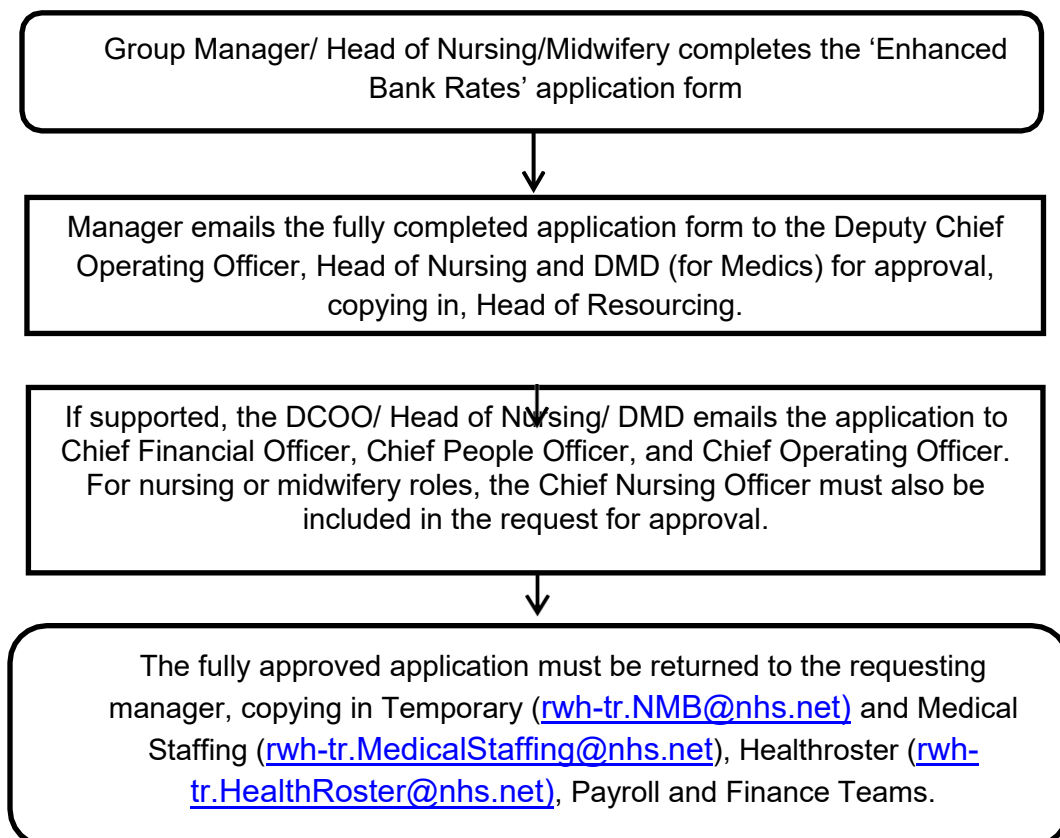 Group Manager/ Head of Nursing/Midwifery completes the ‘Enhanced
Bank Rates’ application form
Manager emails the fully completed application form to the Deputy Chief
Operating Officer, Head of Nursing and DMD (for Medics) for approval,
copying in, Head of Resourcing.
If supported, the DCOO/ Head of Nursing/ DMD emails the application to
Chief Financial Officer, Chief People Officer, and Chief Operating Officer.
For nursing or midwifery roles, the Chief Nursing Officer must also be
included in the request for approval.
The fully approved application must be returned to the requesting
manager, copying in Temporary (rwh-tr.NMB@nhs.net) and Medical
Staffing (rwh-tr.MedicalStaffing@nhs.net), Healthroster (rwh-
tr.HealthRoster@nhs.net), Payroll and Finance Teams.